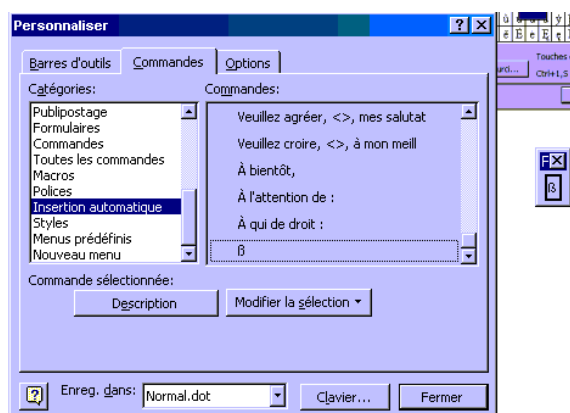 Personnaliser
Barres d'outils Commandes Options
Catégories: Commandes:
Publipostage
Formulaires
Commandes
Toutes les commandes
Macros
Polices
Insertion automatique
Styles
Menus prédéfinis
Nouveau menu
Veuillez agréer, <>, mes salutat
Veuillez croire, <>, à mon meill
À bientôt,
À l'attention de :
À qui de droit :
ß
Commande sélectionnée:
Description Modifier la sélection
Enreg. dans: Normal.dot Clavier... Fermer
Touches
urci... Ctrl+1,S
F
ß